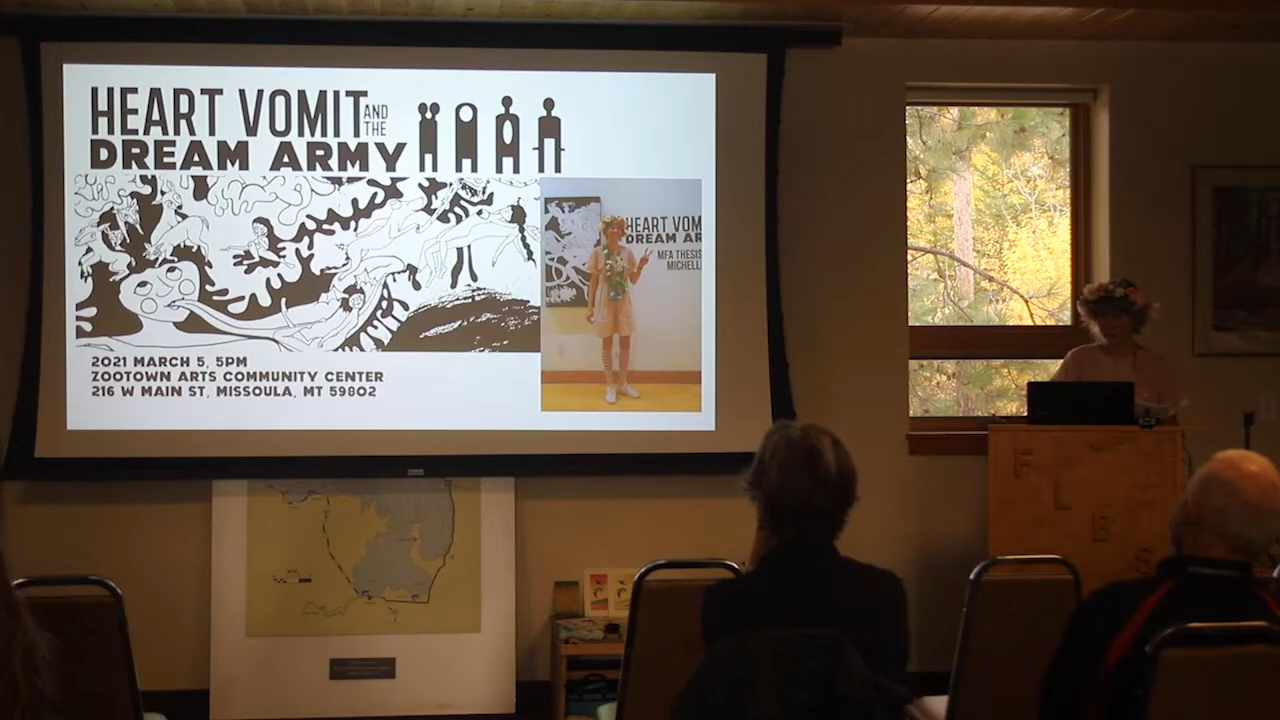 HEART VOMIT AND THE
DREAM ARMY
HEART VOM
DREAM AR
MFA THESIS
MICHELL
2021 MARCH 5, 5PM
ZOOTOWN ARTS COMMUNITY CENTER
216 W MAIN ST, MISSOULA, MT 59802
F
L
B
S